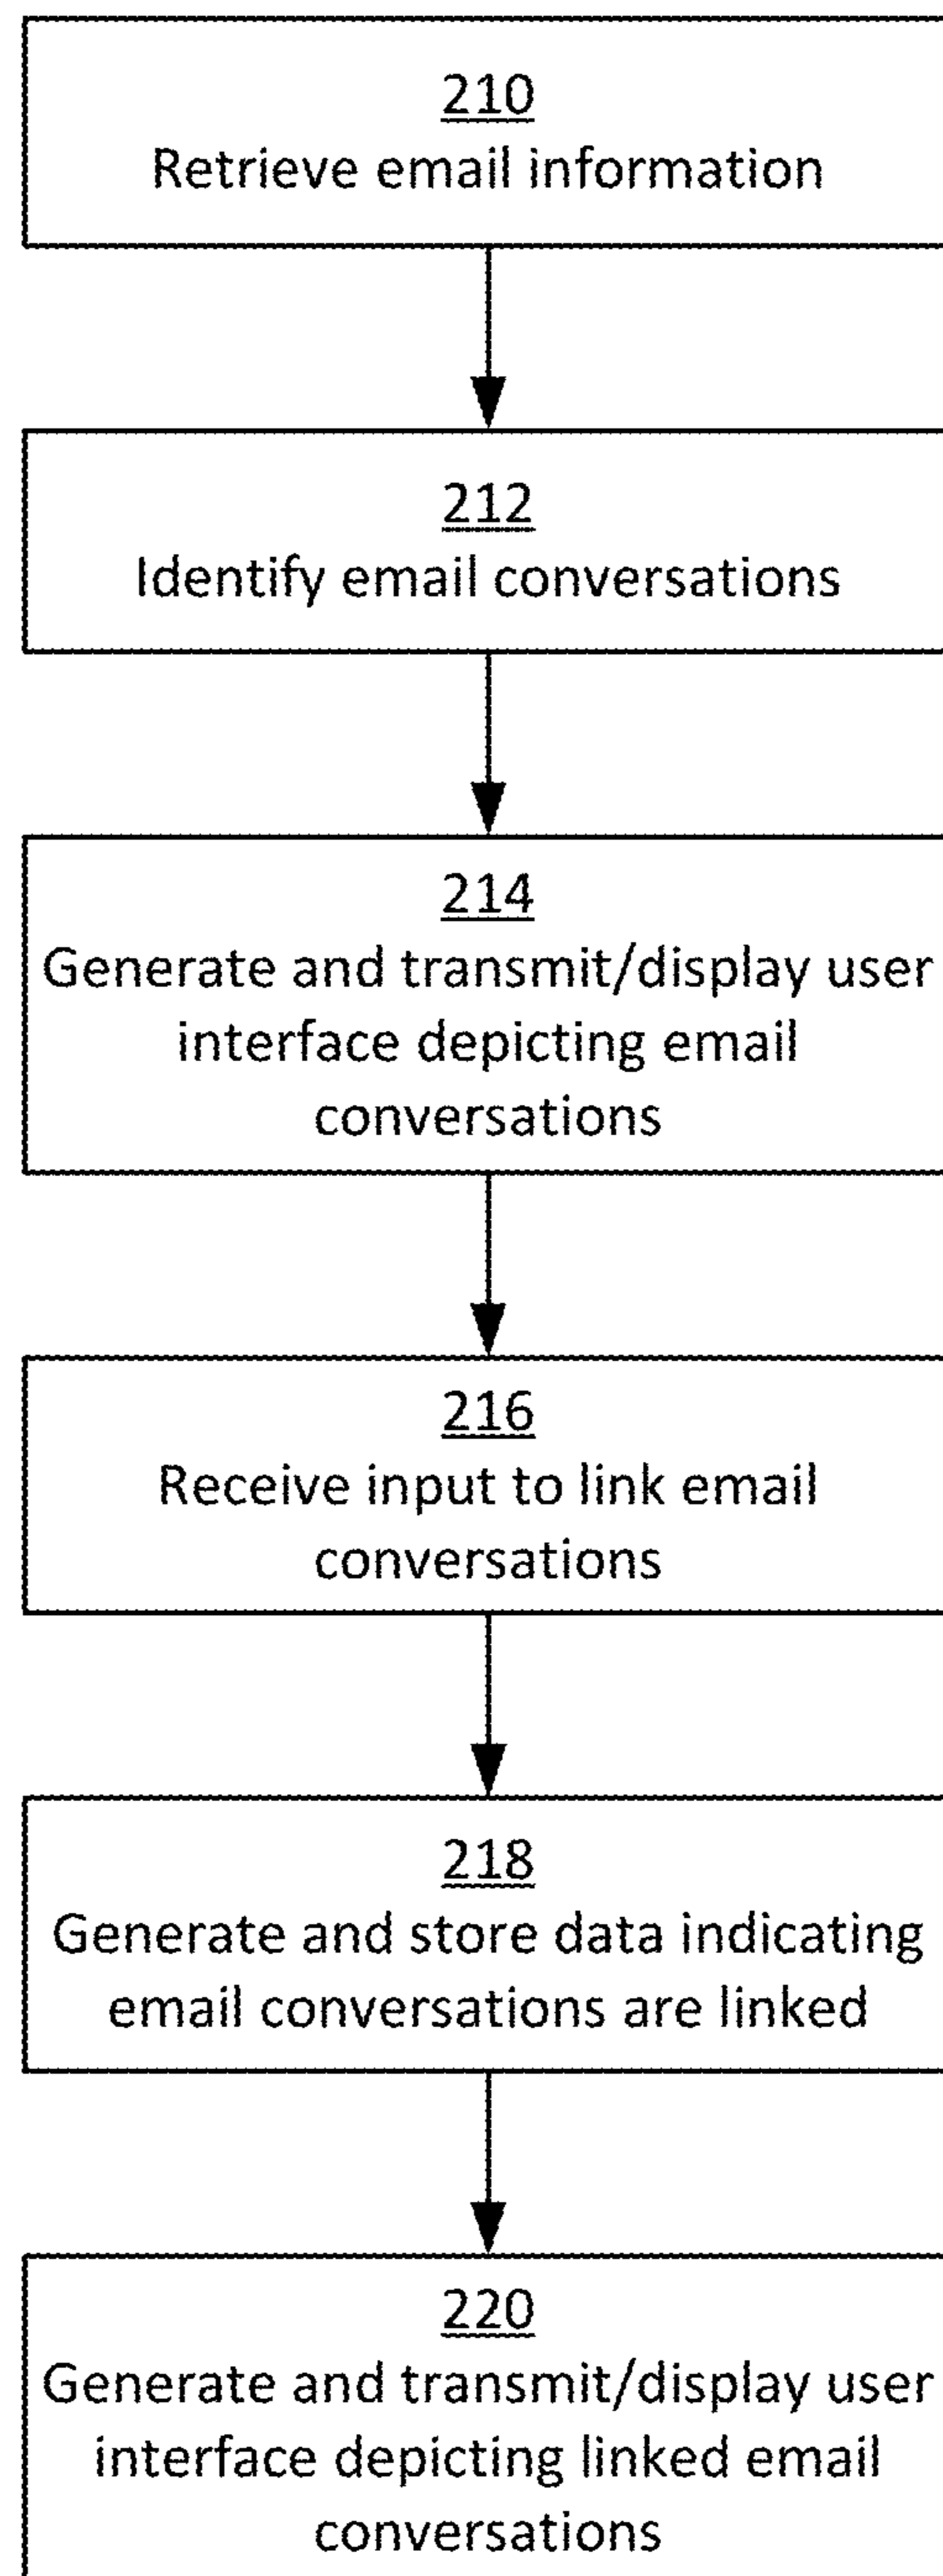 210
Retrieve email information
212
Identify email conversations
214
Generate and transmit/display user
interface depicting email
conversations
216
Receive input to link email
conversations
218
Generate and store data indicating
email conversations are linked
220
Generate and transmit/display user
interface depicting linked email
conversations